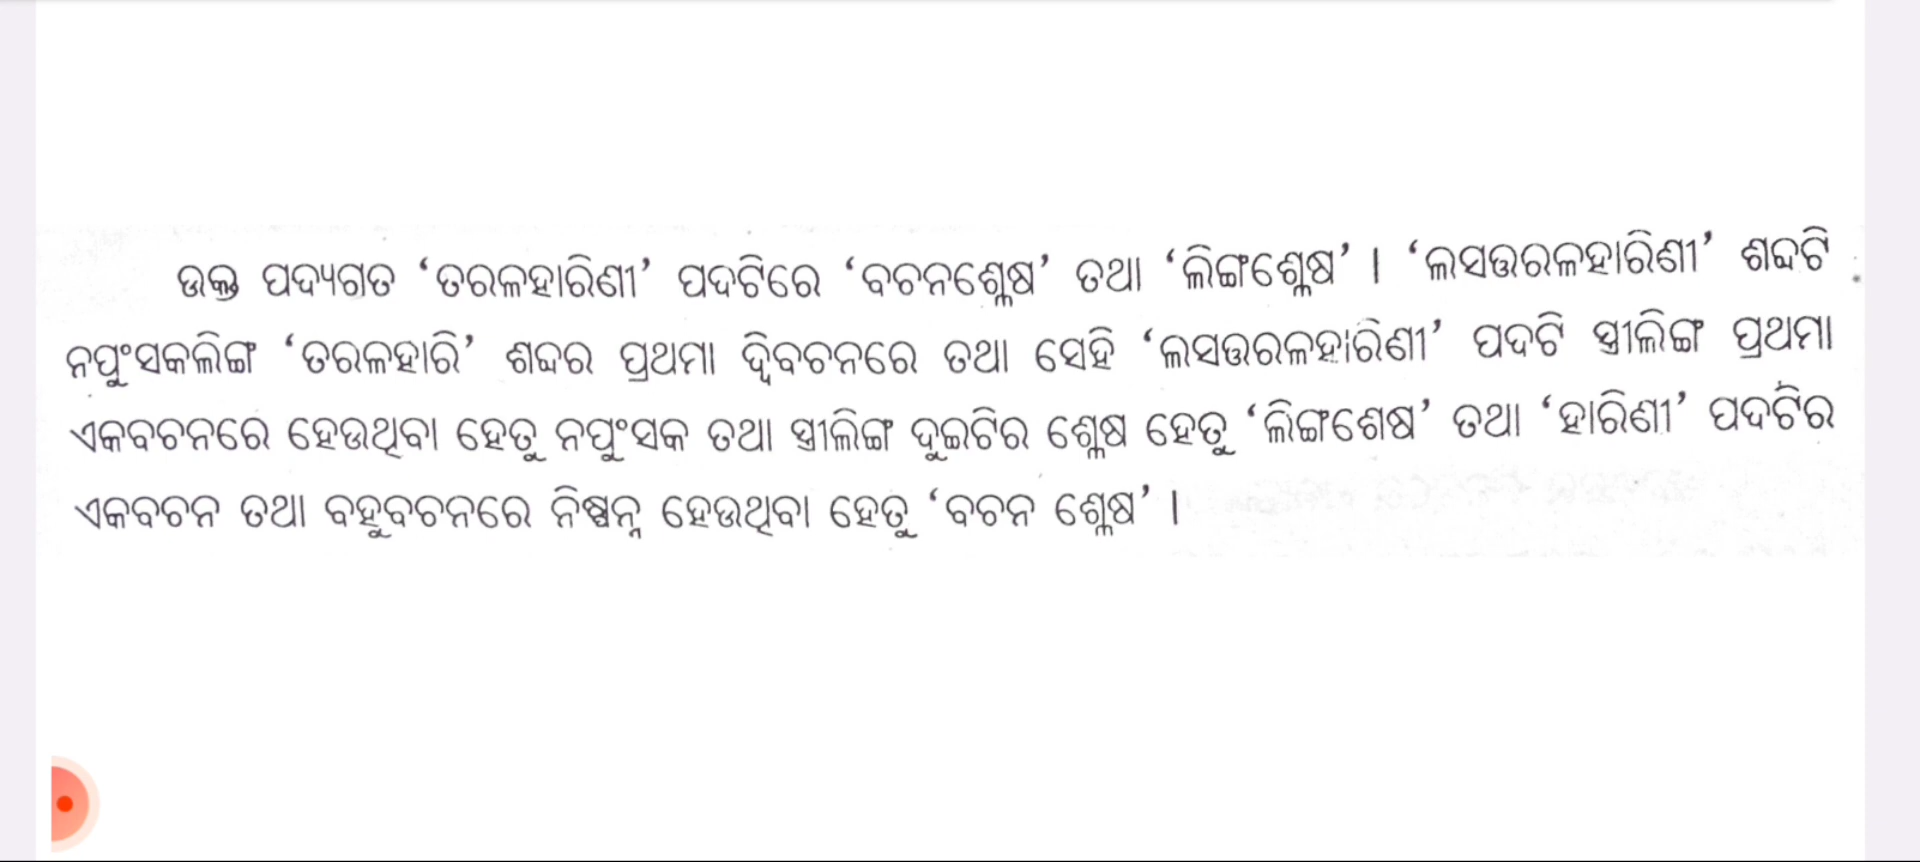 ଉକ୍ତ ପଦ୍ୟଗତ ‘ତରଳହାରିଣୀ’ ପଦଟିରେ ‘ବଚନଶ୍ଳେଷ’ ତଥା ‘ଲିଙ୍ଗଶ୍ଳେଷ’ । ‘ଲସତ୍ତରଳହାରିଣୀ’ ଶବ୍ଦଟି
ନପୁଂସକଲିଙ୍ଗ ‘ତରଳହାରି’ ଶବ୍ଦର ପ୍ରଥମା ଦ୍ୱିବଚନରେ ତଥା ସେହି ‘ଲସତ୍ତରଳହାରିଣୀ’ ପଦଟି ସ୍ତ୍ରୀଲିଙ୍ଗ ପ୍ରଥମା
ଏକବଚନରେ ହେଉଥିବା ହେତୁ ନପୁଂସକ ତଥା ସ୍ତ୍ରୀଲିଙ୍ଗ ଦୁଇଟିର ଶ୍ଳେଷ ହେତୁ ‘ଲିଙ୍ଗଶେଷ’ ତଥା ‘ହାରିଣୀ’ ପଦଟିର
ଏକବଚନ ତଥା ବହୁବଚନରେ ନିଷ୍ପନ୍ନ ହେଉଥିବା ହେତୁ ‘ବଚନ ଶ୍ଳେଷ’ ।